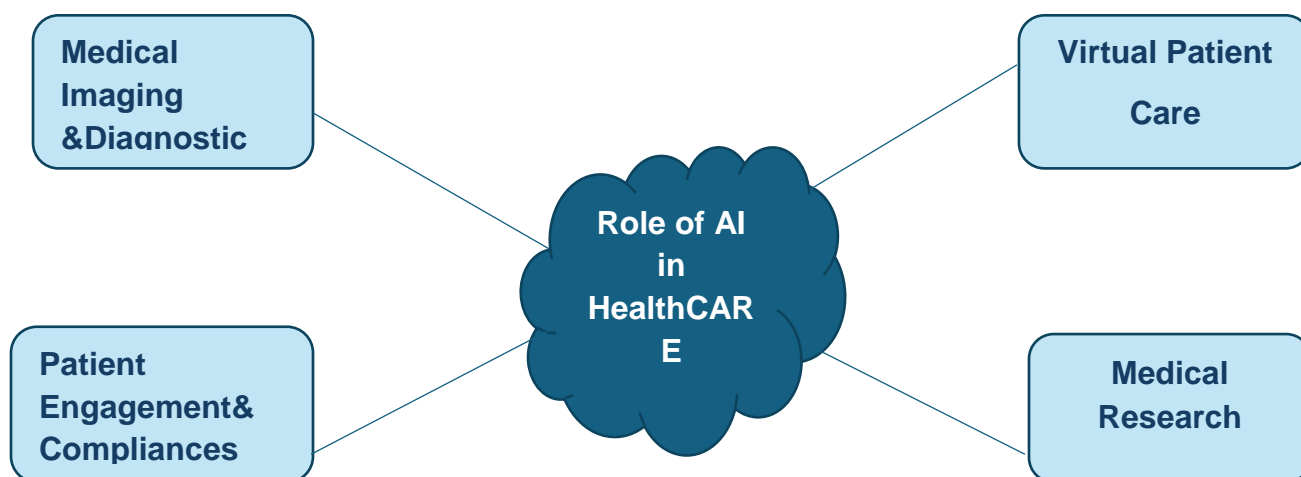 Medical
Imaging
&Diagnostic
Virtual Patient
Care
Role of AI
in
HealthCAR
E
Patient
Engagement&
Compliances
Medical
Research